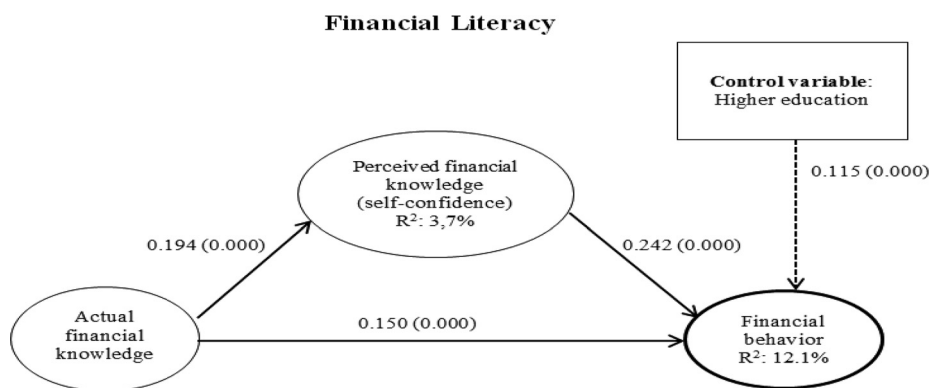 Financial Literacy
Control variable:
Higher education
0.115 (0.000)
Perceived financial
knowledge
(self-confidence)
R²: 3,7%
0.194 (0.000)
0.242 (0.000)
Actual
financial
knowledge
0.150 (0.000)
Financial
behavior
R²: 12.1%